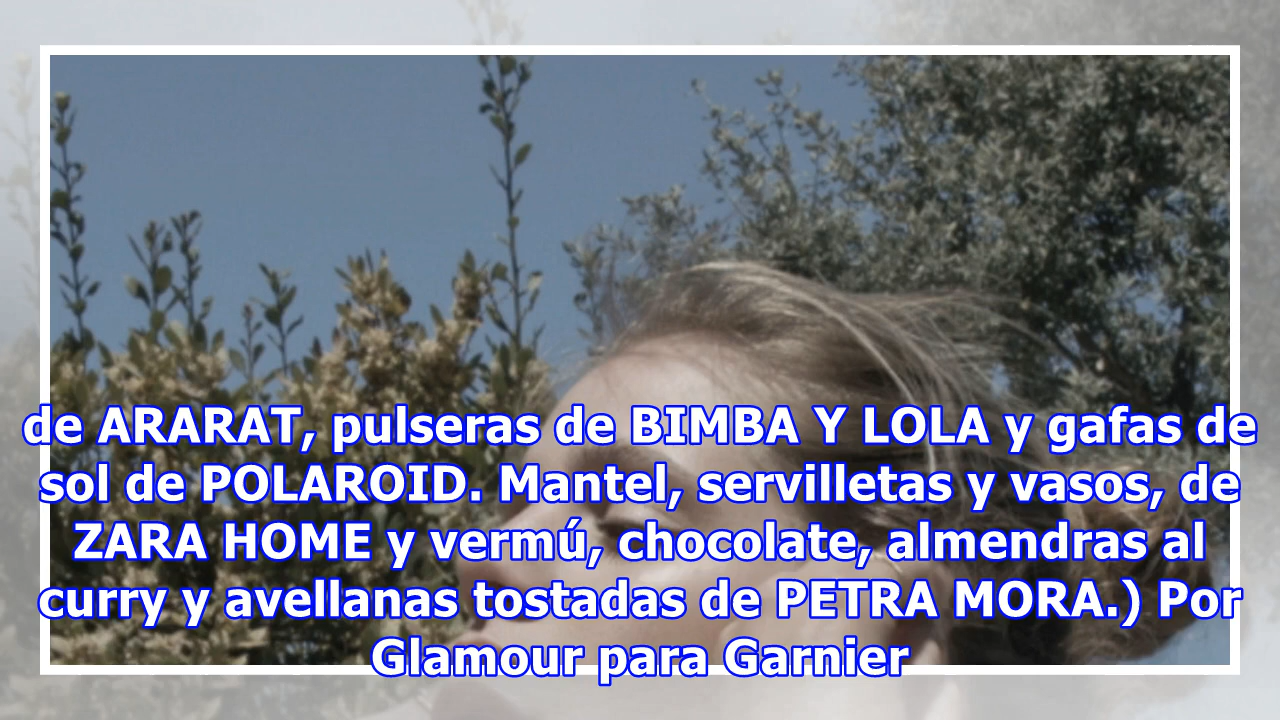 de ARARAT, pulseras de BIMBA Y LOLA y gafas de
sol de POLAROID. Mantel, servilletas y vasos, de
ZARA HOME y vermú, chocolate, almendras al
curry y avellanas tostadas de PETRA MORA.) Por
Glamour para Garnier